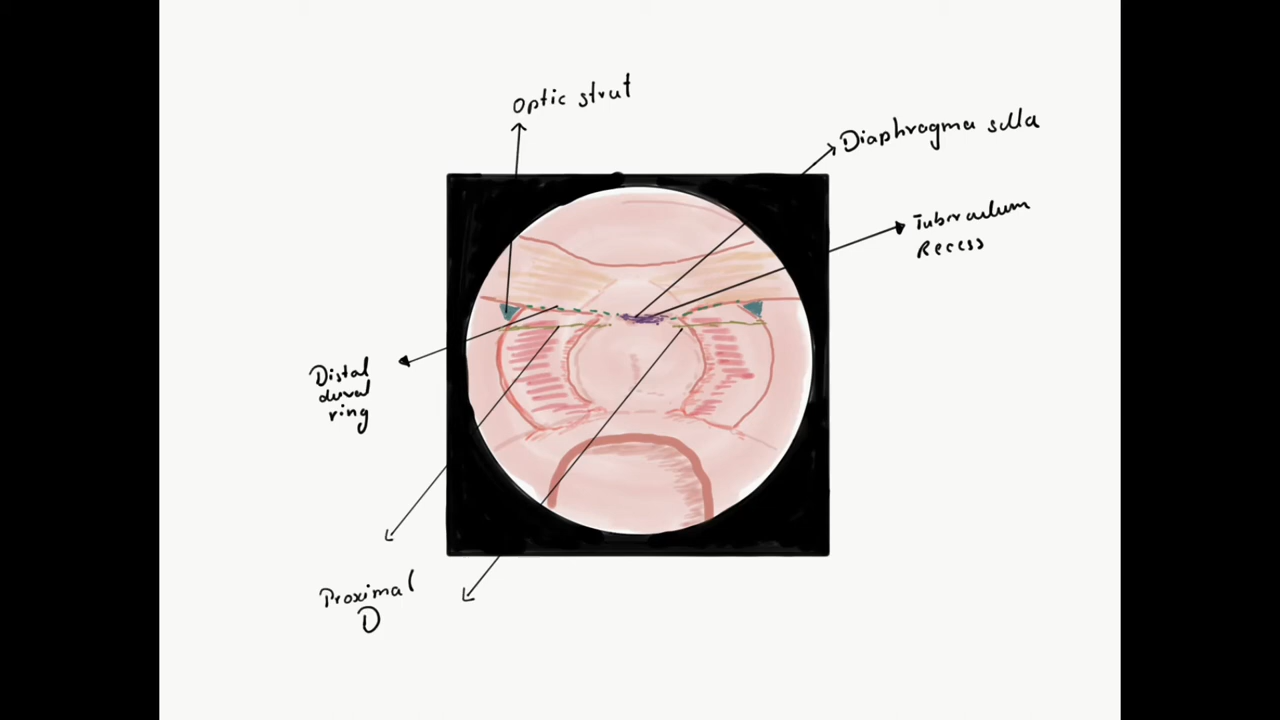 Optic strut
Diaphragma sella
Tuberculum
Recess
Distal
dural
ring
Proximal
D